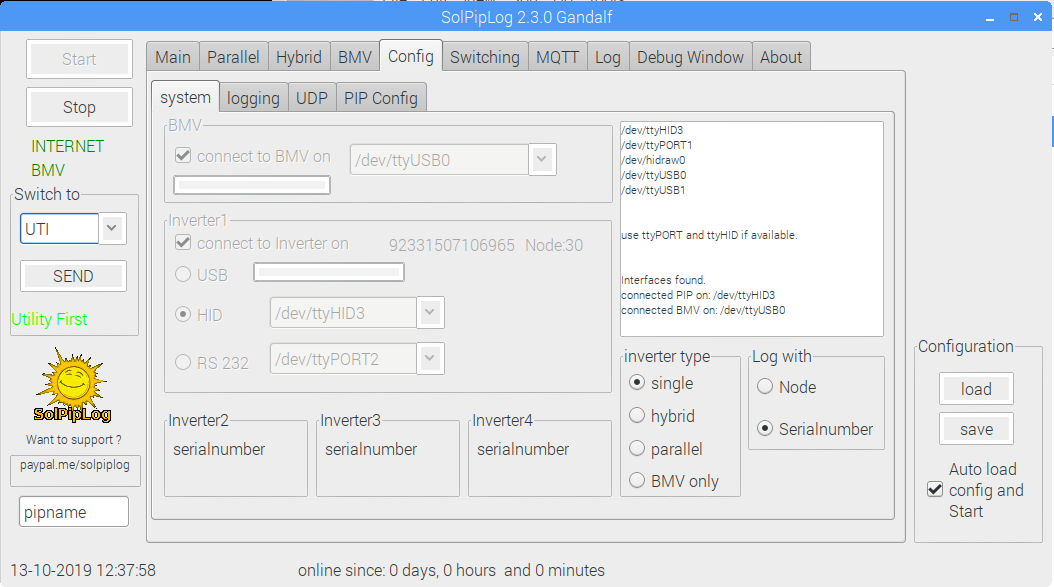 SolPipLog 2.3.0 Gandalf
Start
Stop
INTERNET
BMV
Switch to
UTI
SEND
Utility First
SolPipLog
Want to support ?
paypal.me/solpiplog
pipname
Main Parallel Hybrid BMV Config Switching MQTT Log Debug Window About
system logging UDP PIP Config
BMV
connect to BMV on /dev/ttyUSB0
Inverter1
connect to Inverter on 92331507106965 Node:30
USB
HID /dev/ttyHID3
RS 232 /dev/ttyPORT2
Inverter2
serialnumber
Inverter3
serialnumber
Inverter4
serialnumber
/dev/ttyHID3
/dev/ttyPORT1
/dev/hidraw0
/dev/ttyUSB0
/dev/ttyUSB1
use ttyPORT and ttyHID if available.
Interfaces found.
connected PIP on: /dev/ttyHID3
connected BMV on: /dev/ttyUSB0
inverter type
single
hybrid
parallel
BMV only
Log with
Node
Serialnumber
Configuration
load
save
Auto load
config and
Start
13-10-2019 12:37:58
online since: 0 days, 0 hours and 0 minutes